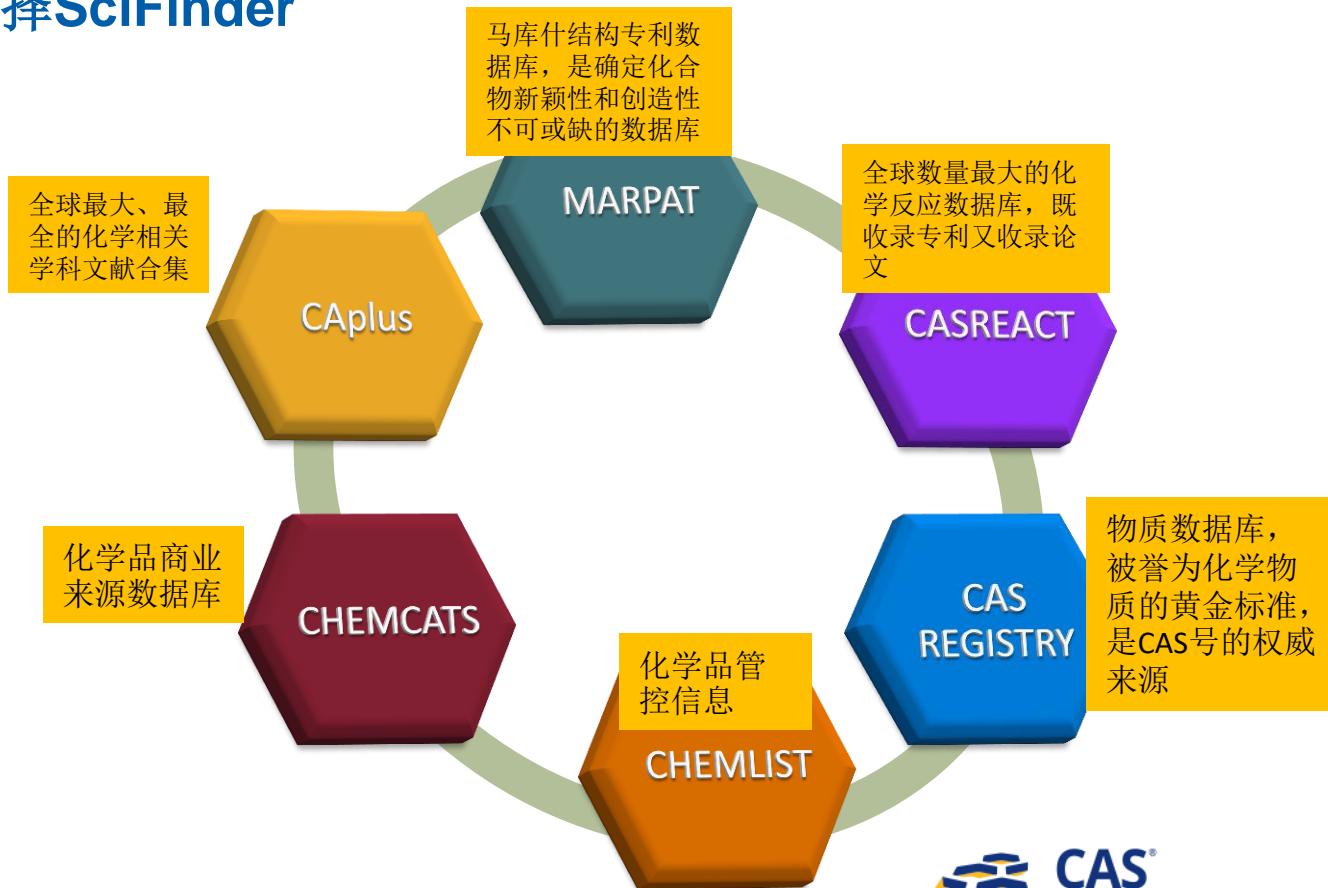 择SciFinder
马库什结构专利数
据库，是确定化合
物新颖性和创造性
不可或缺的数据库
MARPAT
全球数量最大的化
学反应数据库，既
收录专利又收录论
文
CASREACT
全球最大、最
全的化学相关
学科文献合集
CAplus
物质数据库，
被誉为化学物
质的黄金标准，
是CAS号的权威
来源
CAS
REGISTRY
化学品商业
来源数据库
CHEMCATS
化学品管
控信息
CHEMLIST
CAS®